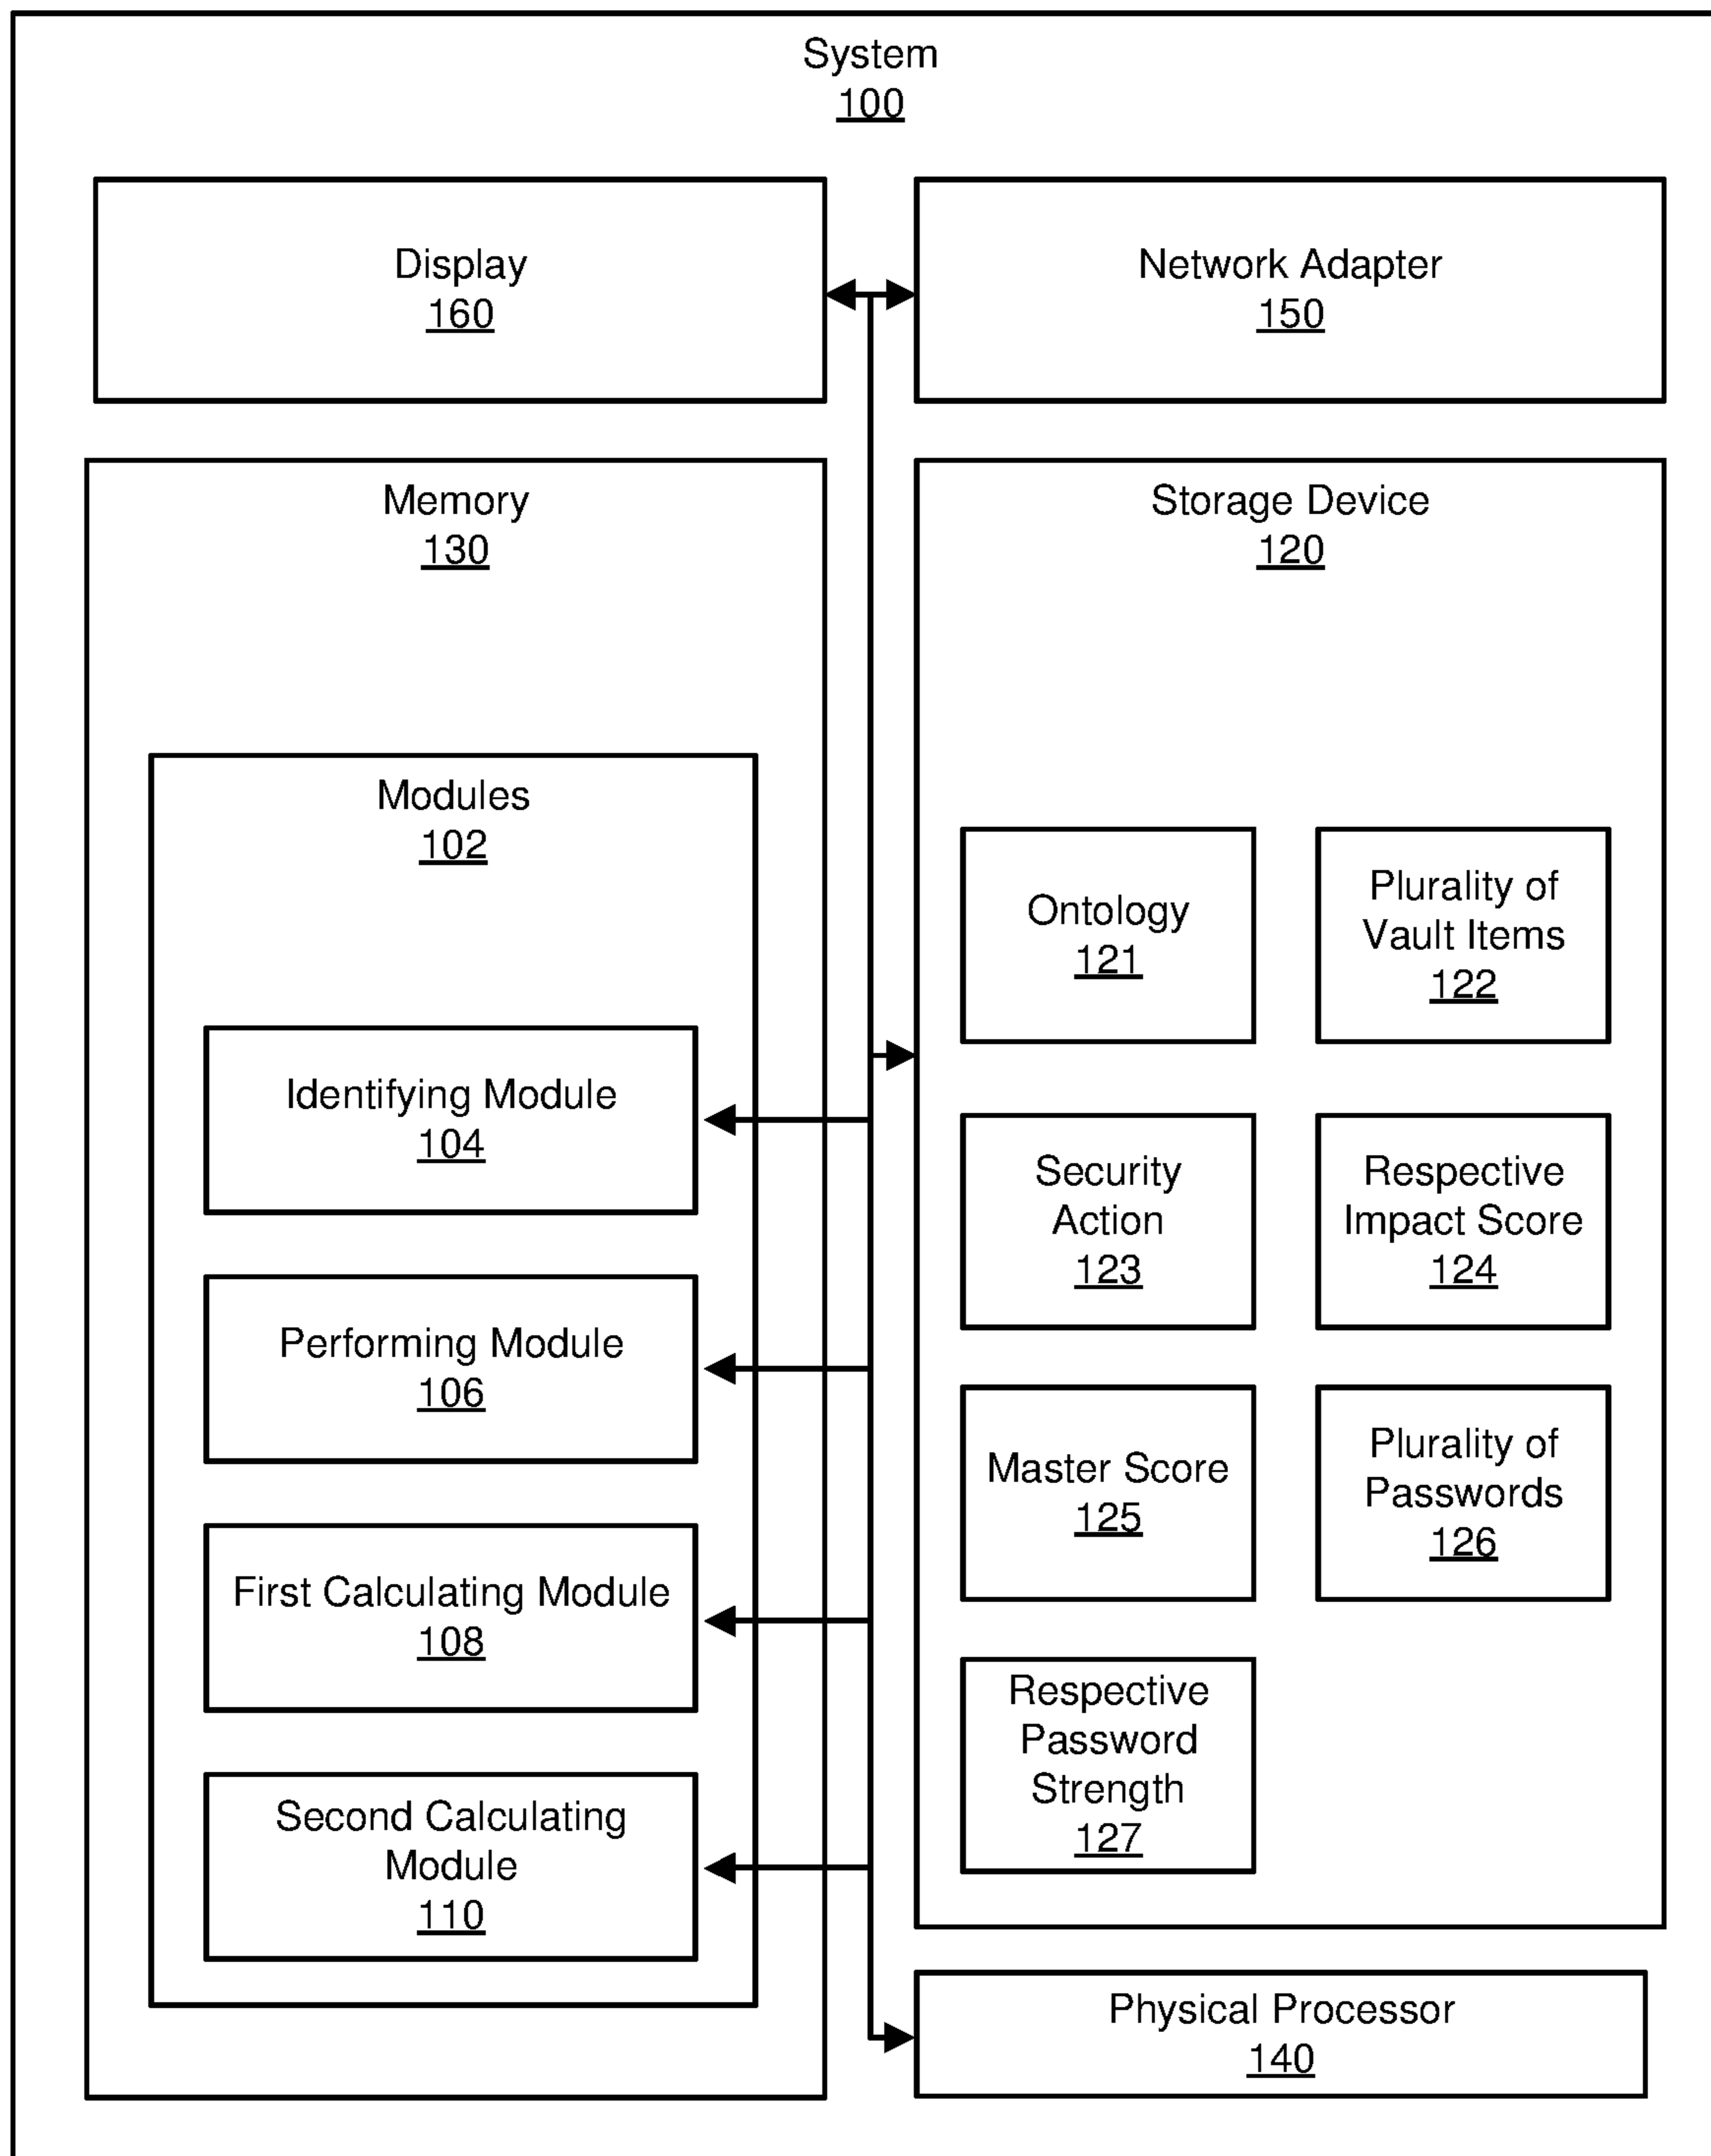 System
100
Display
160
Network Adapter
150
Memory
130
Modules
102
Identifying Module
104
Performing Module
106
First Calculating Module
108
Second Calculating
Module
110
Storage Device
120
Ontology
121
Plurality of
Vault Items
122
Security
Action
123
Respective
Impact Score
124
Master Score
125
Plurality of
Passwords
126
Respective
Password
Strength
127
Physical Processor
140